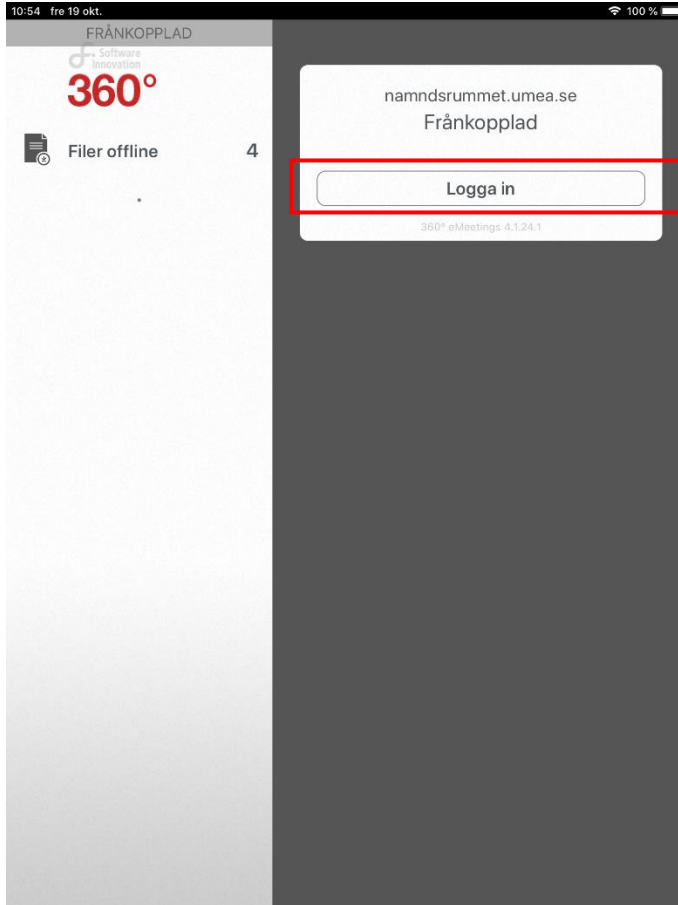 10:54 fre 19 okt.
100 %
FRÅNKOPPLAD
Software
Innovation
360°
Filer offline 4
namndsrummet.umea.se
Frånkopplad
Logga in
360° eMeetings 4.1.24.1